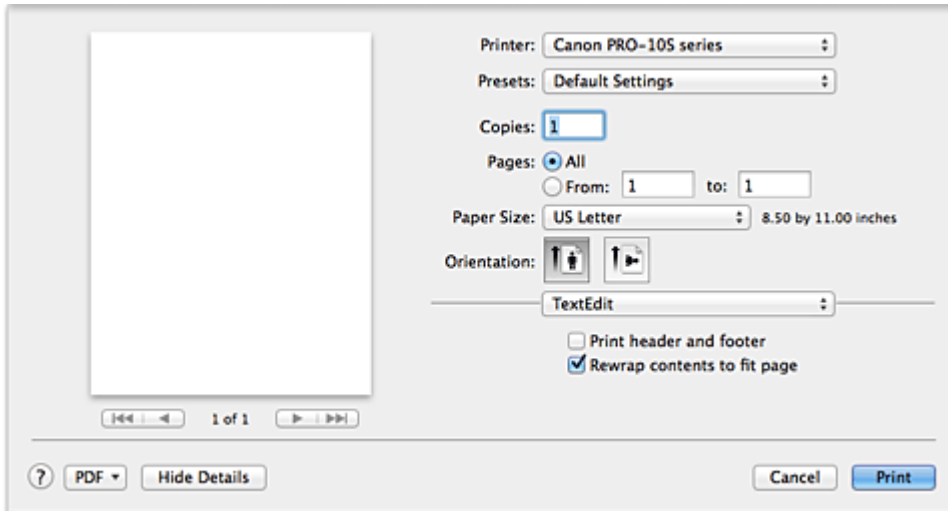 Printer: Canon PRO-10S series
Presets: Default Settings
Copies: 1
Pages: All
From: 1 to: 1
Paper Size: US Letter 8.50 by 11.00 inches
Orientation:
TextEdit
Print header and footer
Rewrap contents to fit page
1 of 1
? PDF Hide Details Cancel Print